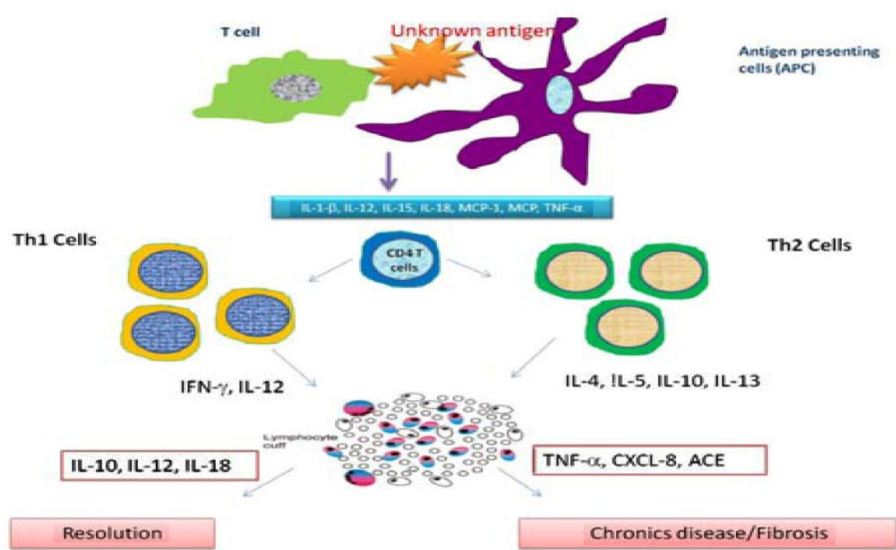 T cell
Unknown antigen
Antigen presenting
cells (APC)
IL-1-β, IL-12, IL-15, IL-18, MCP-1, MCP, TNF-α
Th1 Cells
CD4 T
cells
Th2 Cells
IFN-γ, IL-12
IL-4, !L-5, IL-10, IL-13
Lymphocyte
cuff
IL-10, IL-12, IL-18
TNF-α, CXCL-8, ACE
Resolution
Chronics disease/Fibrosis